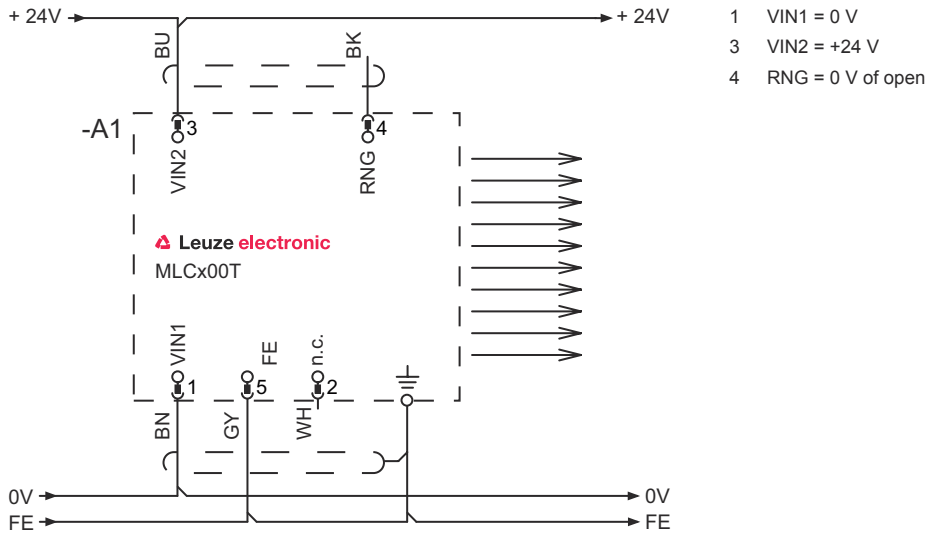 + 24V
+ 24V
1 VIN1 = 0 V
3 VIN2 = +24 V
4 RNG = 0 V of open
BU
BK
-A1
3
4
VIN2
RNG
Leuze electronic
MLCx00T
VIN1
FE
n.c.
1
5
2
BN
GY
WH
0V
0V
FE
FE